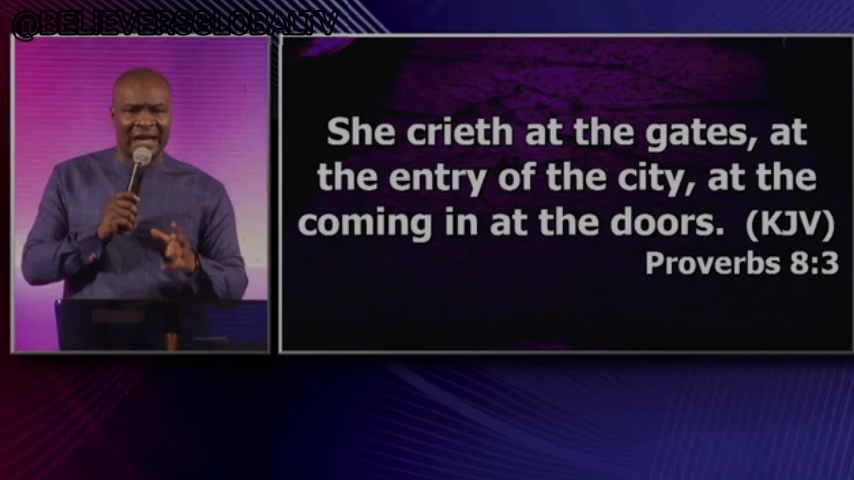 @BELIEVERSGLOBALTV
She crieth at the gates, at
the entry of the city, at the
coming in at the doors. (KJV)
Proverbs 8:3